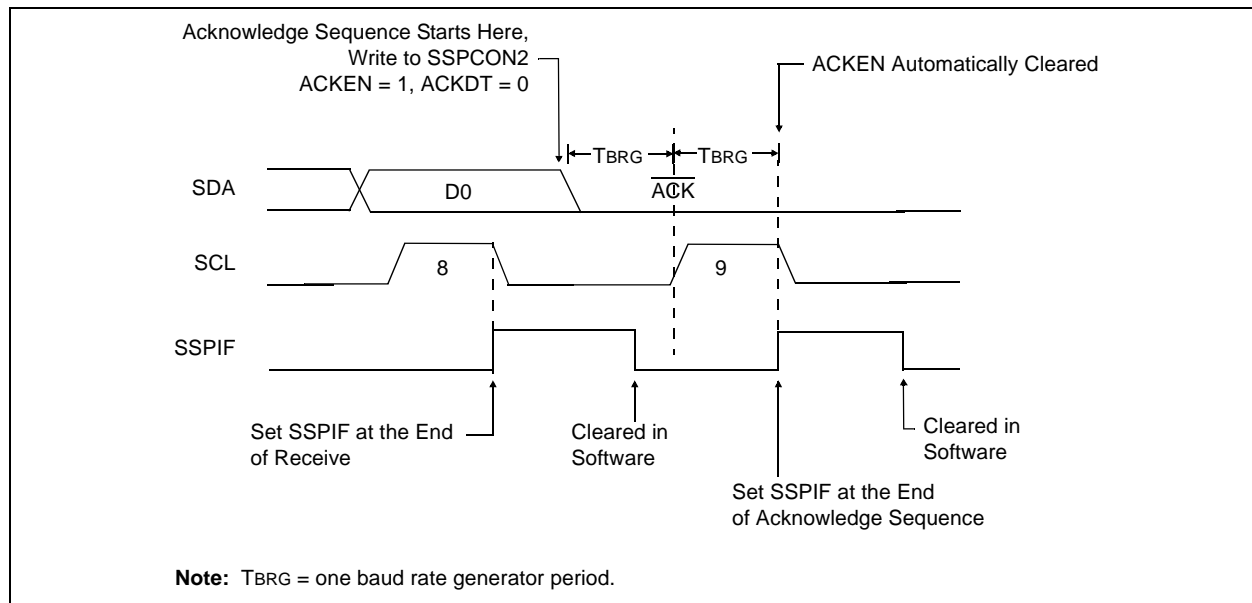 Acknowledge Sequence Starts Here,
Write to SSPCON2
ACKEN = 1, ACKDT = 0
ACKEN Automatically Cleared
TBRG
TBRG
SDA
D0
ACK
SCL
8
9
SSPIF
Set SSPIF at the End
of Receive
Cleared in
Software
Cleared in
Software
Set SSPIF at the End
of Acknowledge Sequence
Note: TBRG = one baud rate generator period.